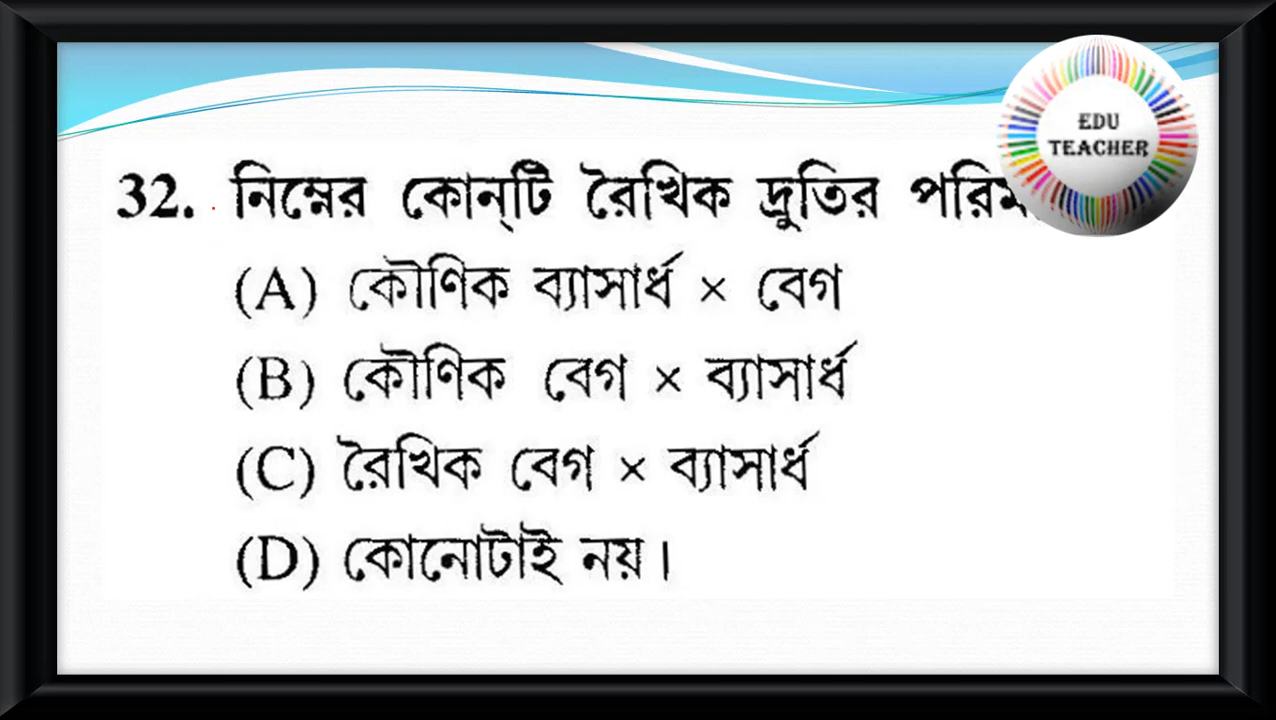 EDU
TEACHER
32. নিম্নের কোন্‌টি রৈখিক দ্রুতির
(A) কৌণিক ব্যাসার্ধ × বেগ
(B) কৌণিক বেগ × ব্যাসার্ধ
(C) রৈখিক বেগ × ব্যাসার্ধ
(D) কোনোটাই নয়।